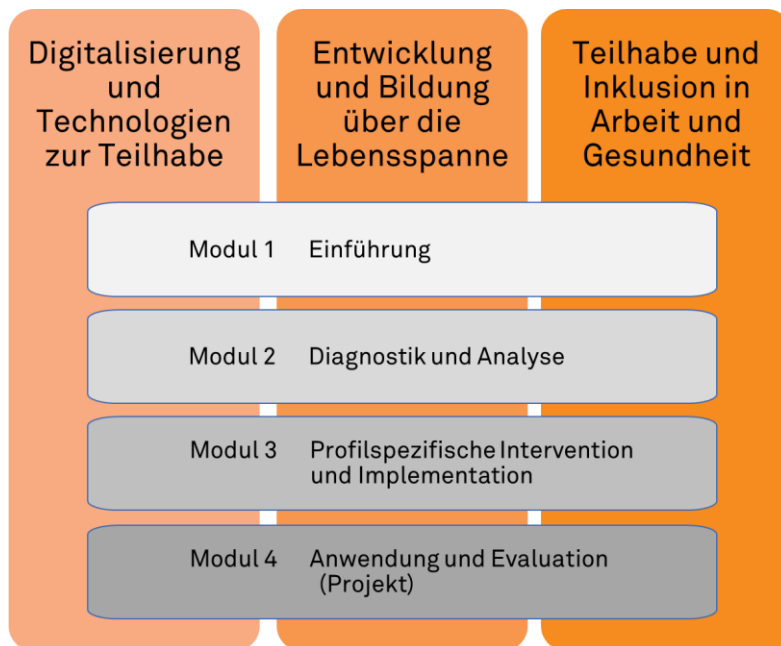 Digitalisierung
und
Technologien
zur Teilhabe
Entwicklung
und Bildung
über die
Lebensspanne
Teilhabe und
Inklusion in
Arbeit und
Gesundheit
Modul 1 Einführung
Modul 2 Diagnostik und Analyse
Modul 3 Profilspezifische Intervention
und Implementation
Modul 4 Anwendung und Evaluation
(Projekt)